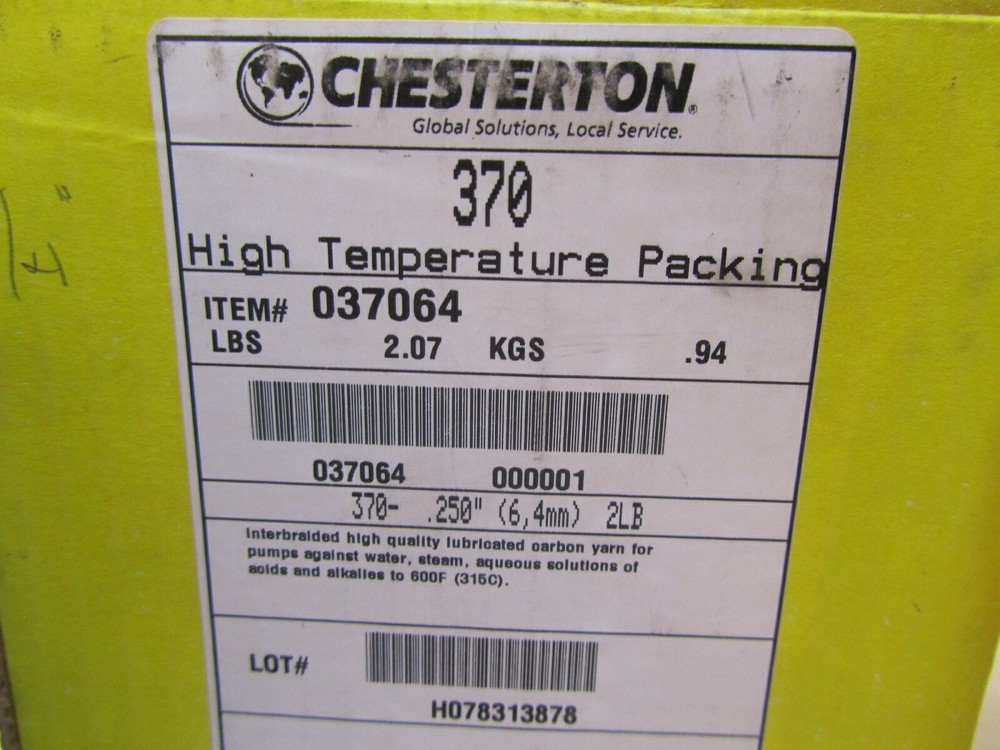 CHESTERTON®
Global Solutions, Local Service.
370
High Temperature Packing
ITEM# 037064
LBS 2.07 KGS .94
037064 000001
370- .250" (6,4mm) 2LB
Interbraided high quality lubricated carbon yarn for
pumps against water, steam, aqueous solutions of
acids and alkalies to 600F (315C).
LOT#
H078313878
1/4"